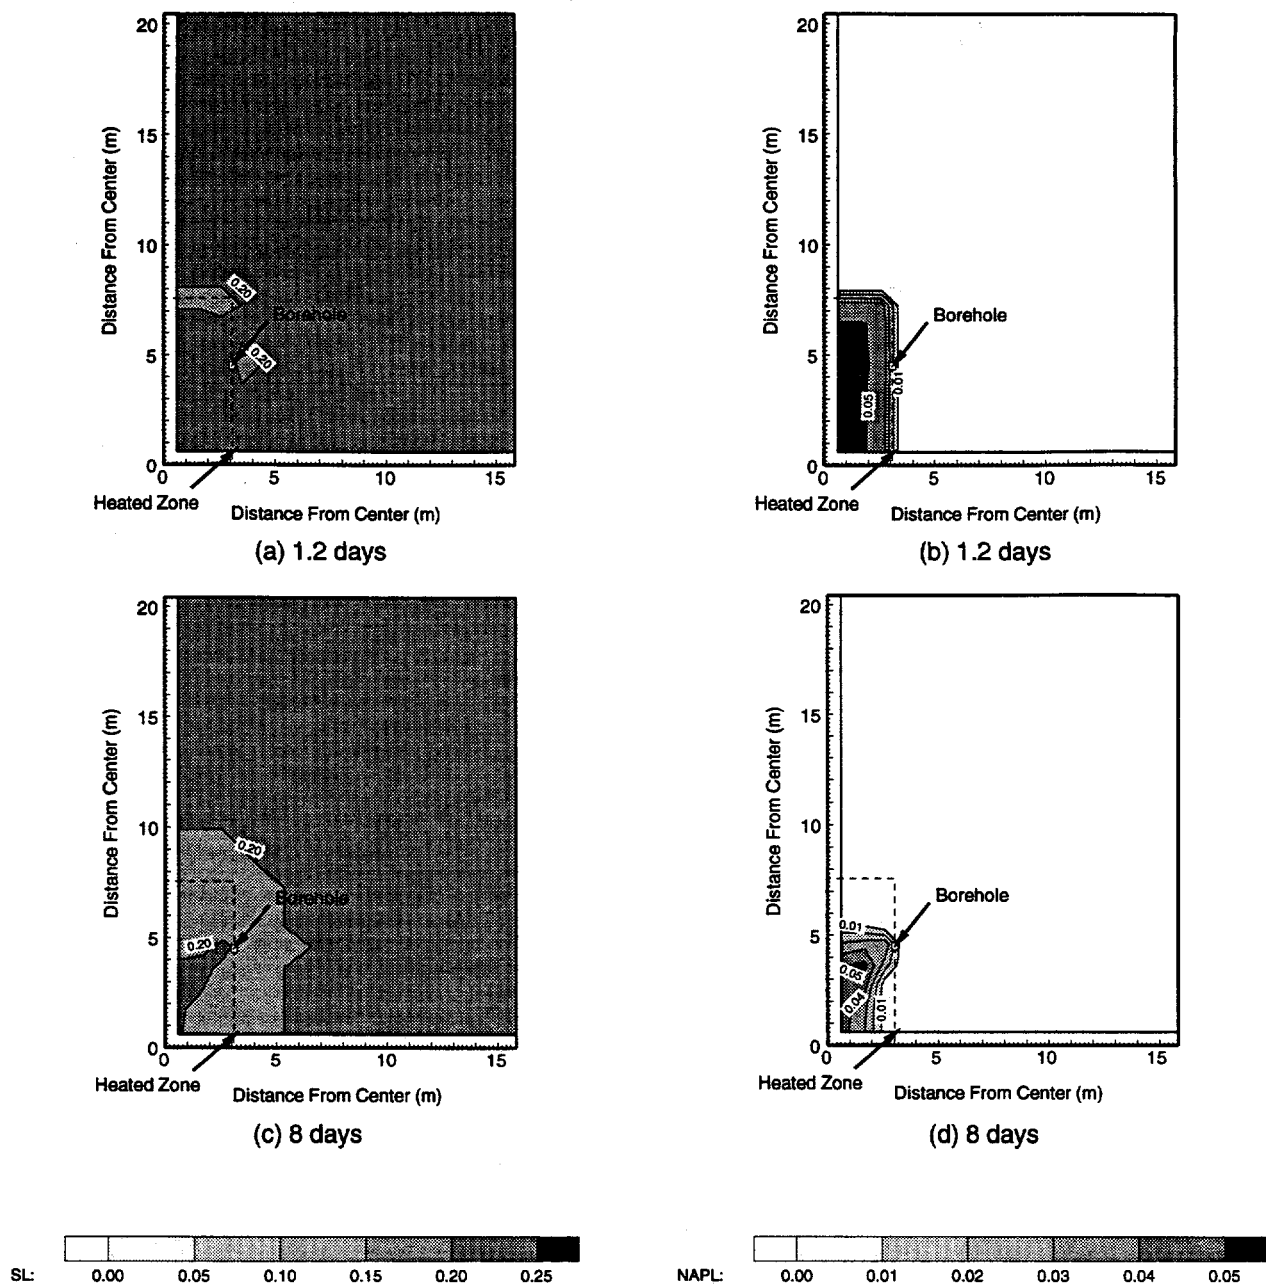 20
15
10
5
0
Distance From Center (m)
0.20
Borehole
0.20
0
5
10
15
Heated Zone
Distance From Center (m)
(a) 1.2 days
20
15
10
5
0
Distance From Center (m)
Borehole
0.05
0.01
0
5
10
15
Heated Zone
Distance From Center (m)
(b) 1.2 days
20
15
10
5
0
Distance From Center (m)
0.20
Borehole
0.20
0
5
10
15
Heated Zone
Distance From Center (m)
(c) 8 days
20
15
10
5
0
Distance From Center (m)
Borehole
0.01
0.05
0.04
0.01
0
5
10
15
Heated Zone
Distance From Center (m)
(d) 8 days
SL: 0.00 0.05 0.10 0.15 0.20 0.25
NAPL: 0.00 0.01 0.02 0.03 0.04 0.05